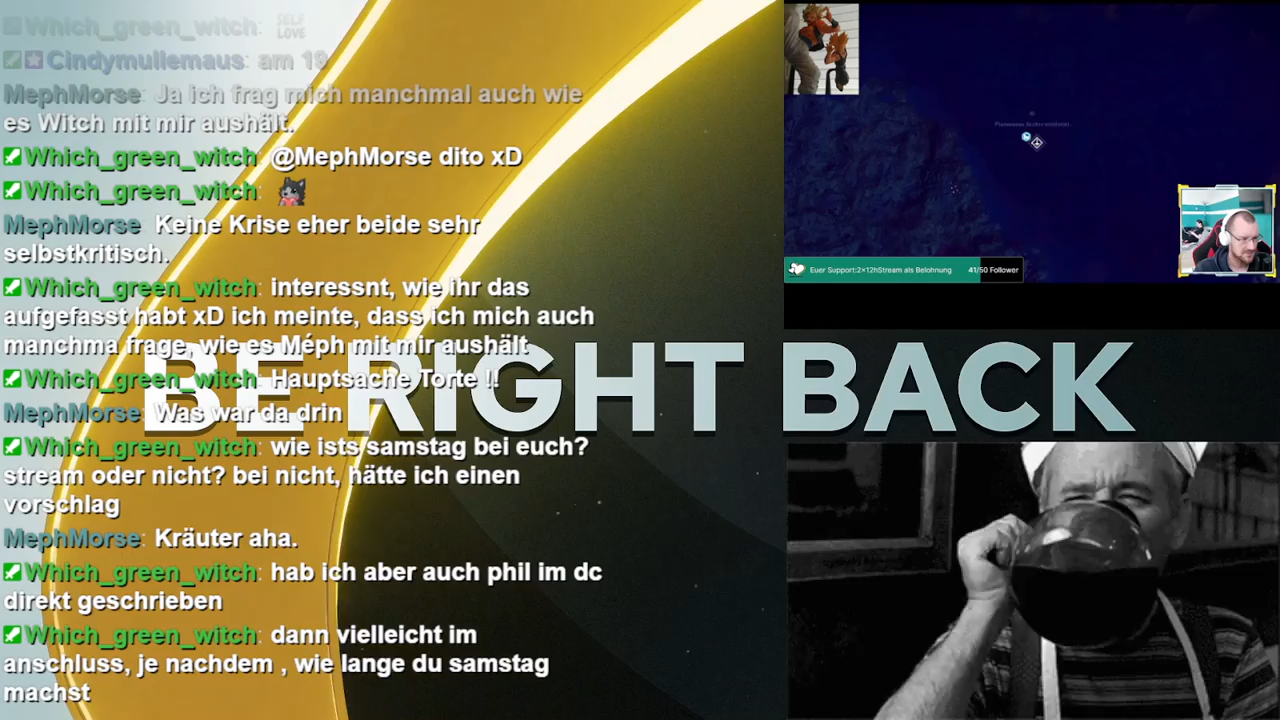 Which_green_witch: SELF LOVE
Cindymullemaus: am 19
MephMorse: Ja ich frag mich manchmal auch wie
es Witch mit mir aushält.
Which_green_witch: @MephMorse dito xD
Which_green_witch:
MephMorse: Keine Krise eher beide sehr
selbstkritisch.
Which_green_witch: interessnt, wie ihr das
aufgefasst habt xD ich meinte, dass ich mich auch
manchma frage, wie es Méph mit mir aushält
Which_green_witch: Hauptsache Torte !!
MephMorse: Was war da drin
Which_green_witch: wie ists samstag bei euch?
stream oder nicht? bei nicht, hätte ich einen
vorschlag
MephMorse: Kräuter aha.
Which_green_witch: hab ich aber auch phil im dc
direkt geschrieben
Which_green_witch: dann vielleicht im
anschluss, je nachdem , wie lange du samstag
machst
BE RIGHT BACK
Euer Support:2x12hStream als Belohnung 41/50 Follower